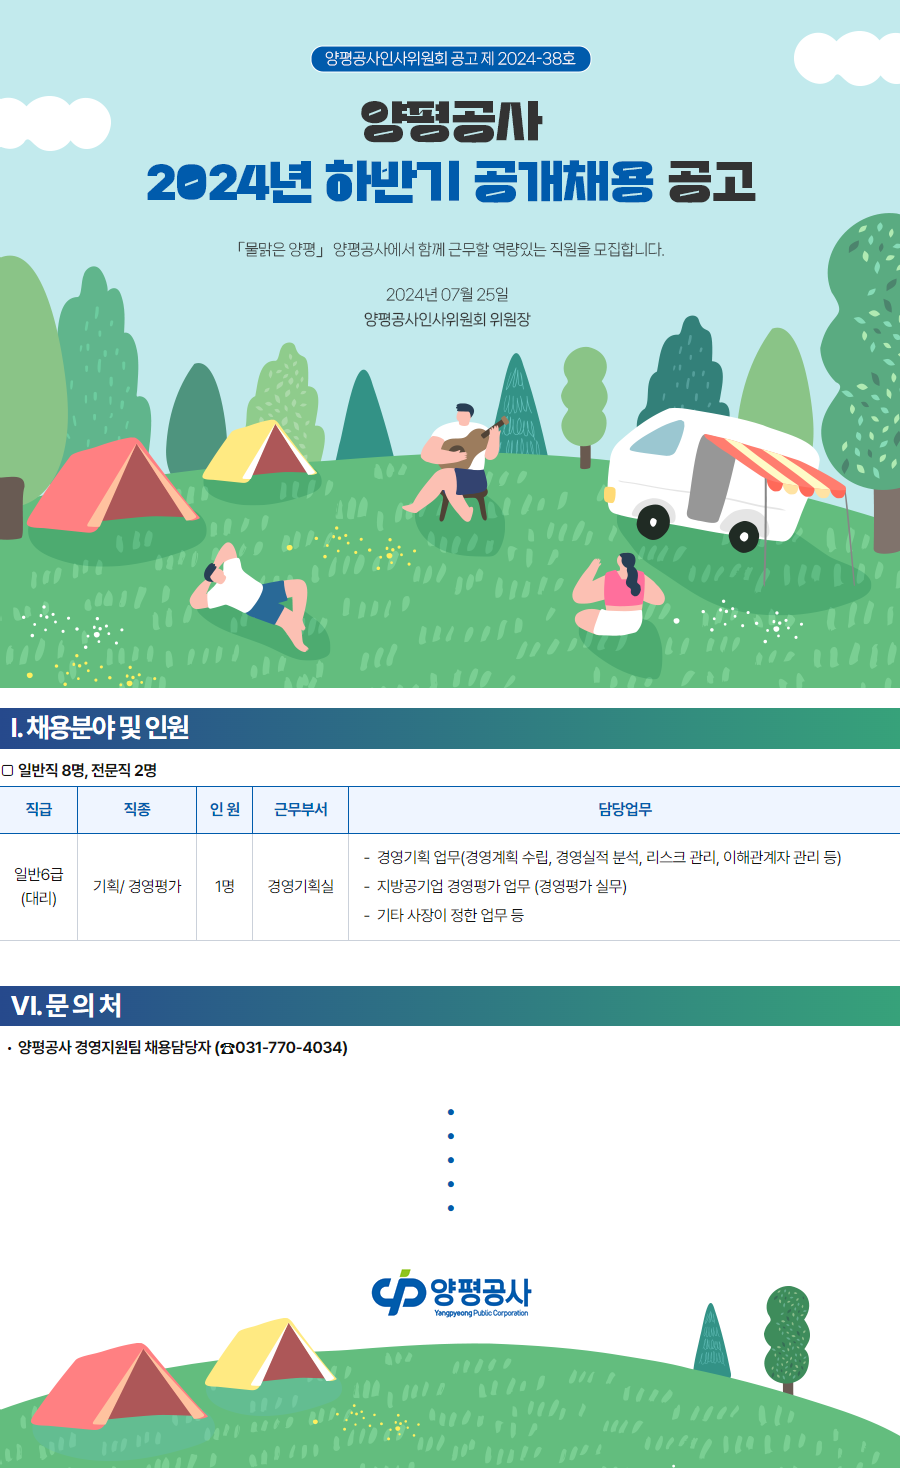 양평공사인사위원회 공고 제 2024-38호
양평공사
2024년 하반기 공개채용 공고
「물맑은 양평」 양평공사에서 함께 근무할 역량있는 직원을 모집합니다.
2024년 07월 25일
양평공사인사위원회 위원장
I. 채용분야 및 인원
▢ 일반직 8명, 전문직 2명
직급 직종 인 원 근무부서 담당업무
일반6급 (대리) 기획/ 경영평가 1명 경영기획실
- 경영기획 업무(경영계획 수립, 경영실적 분석, 리스크 관리, 이해관계자 관리 등)
- 지방공기업 경영평가 업무 (경영평가 실무)
- 기타 사장이 정한 업무 등
VI. 문 의 처
· 양평공사 경영지원팀 채용담당자 (☎031-770-4034)
양평공사
Yangpyeong Public Corporation